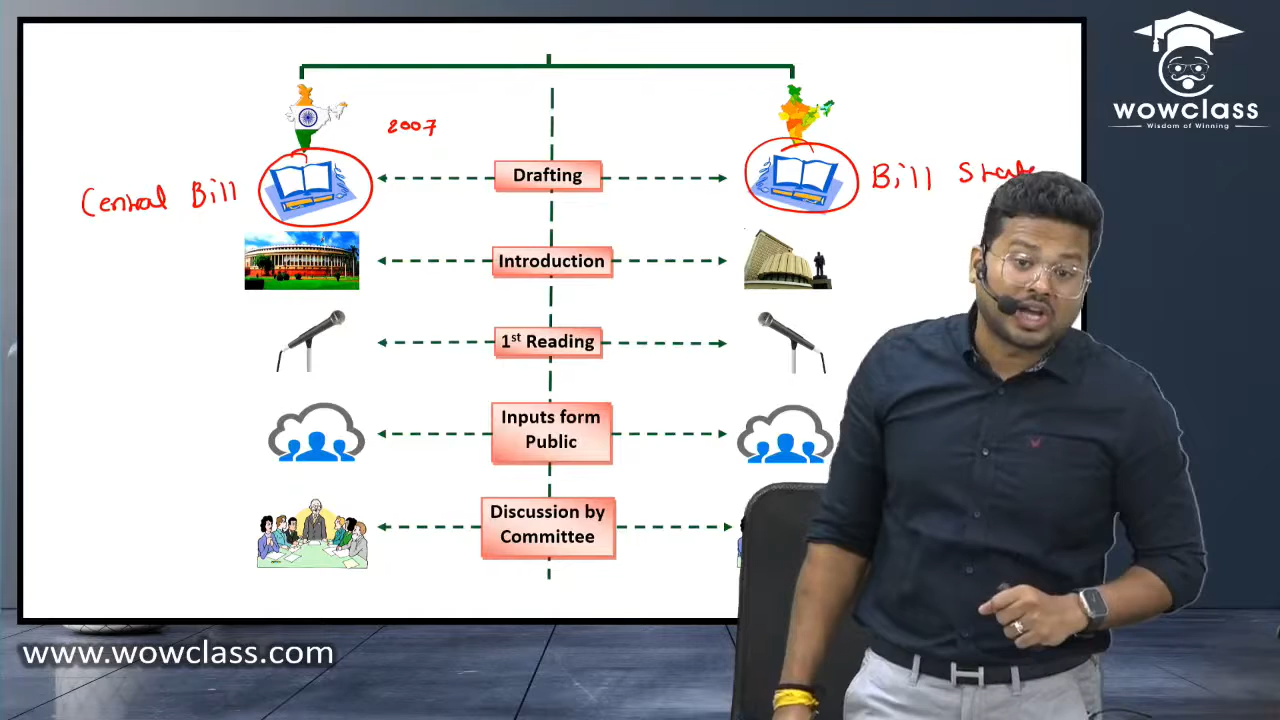 wowclass
Wisdom of Winning
2007
Drafting
Central Bill
Bill State
Introduction
1st Reading
Inputs form
Public
Discussion by
Committee
www.wowclass.com